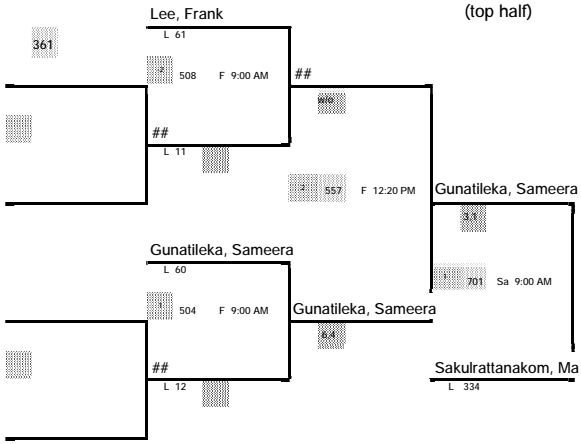 Lee, Frank
(top half)
L 61
361
-2 508 F 9:00 AM
##
w/o
##
L 11
2 557 F 12:20 PM
Gunatileka, Sameera
3,1
Gunatileka, Sameera
L 60
1 701 Sa 9:00 AM
1 504 F 9:00 AM
Gunatileka, Sameera
6,4
##
Sakulrattanakom, Ma
L 12
L 334